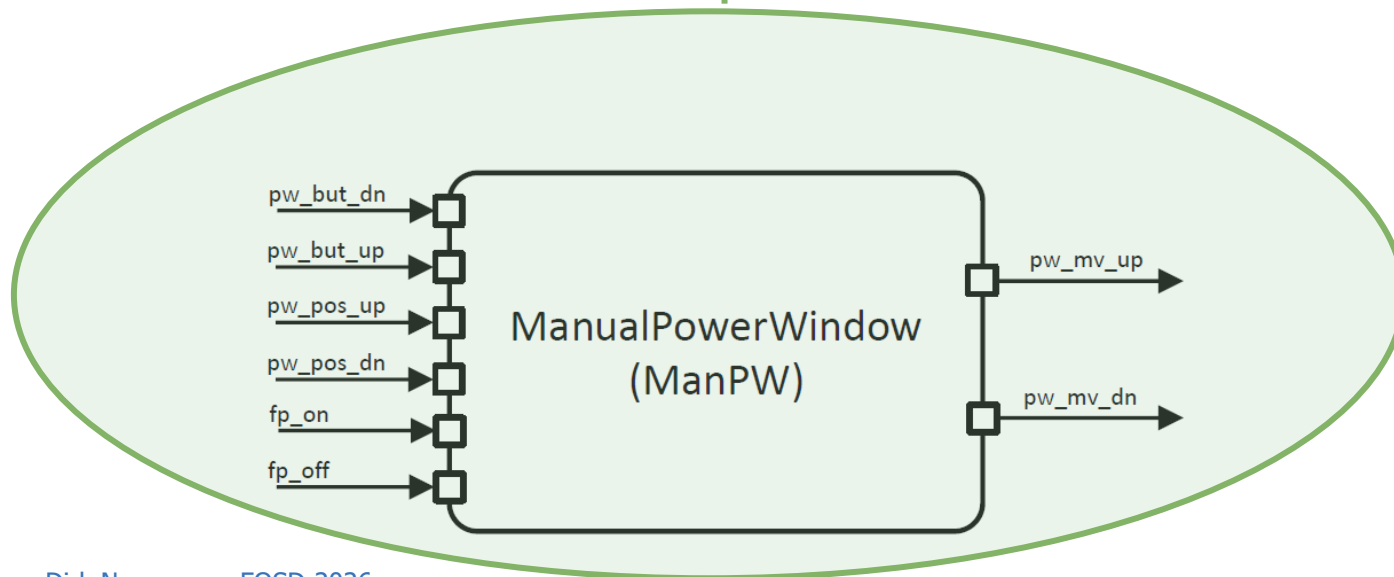 pw_but_dn
pw_but_up
pw_pos_up
pw_pos_dn
fp_on
fp_off
ManualPowerWindow
(ManPW)
pw_mv_up
pw_mv_dn